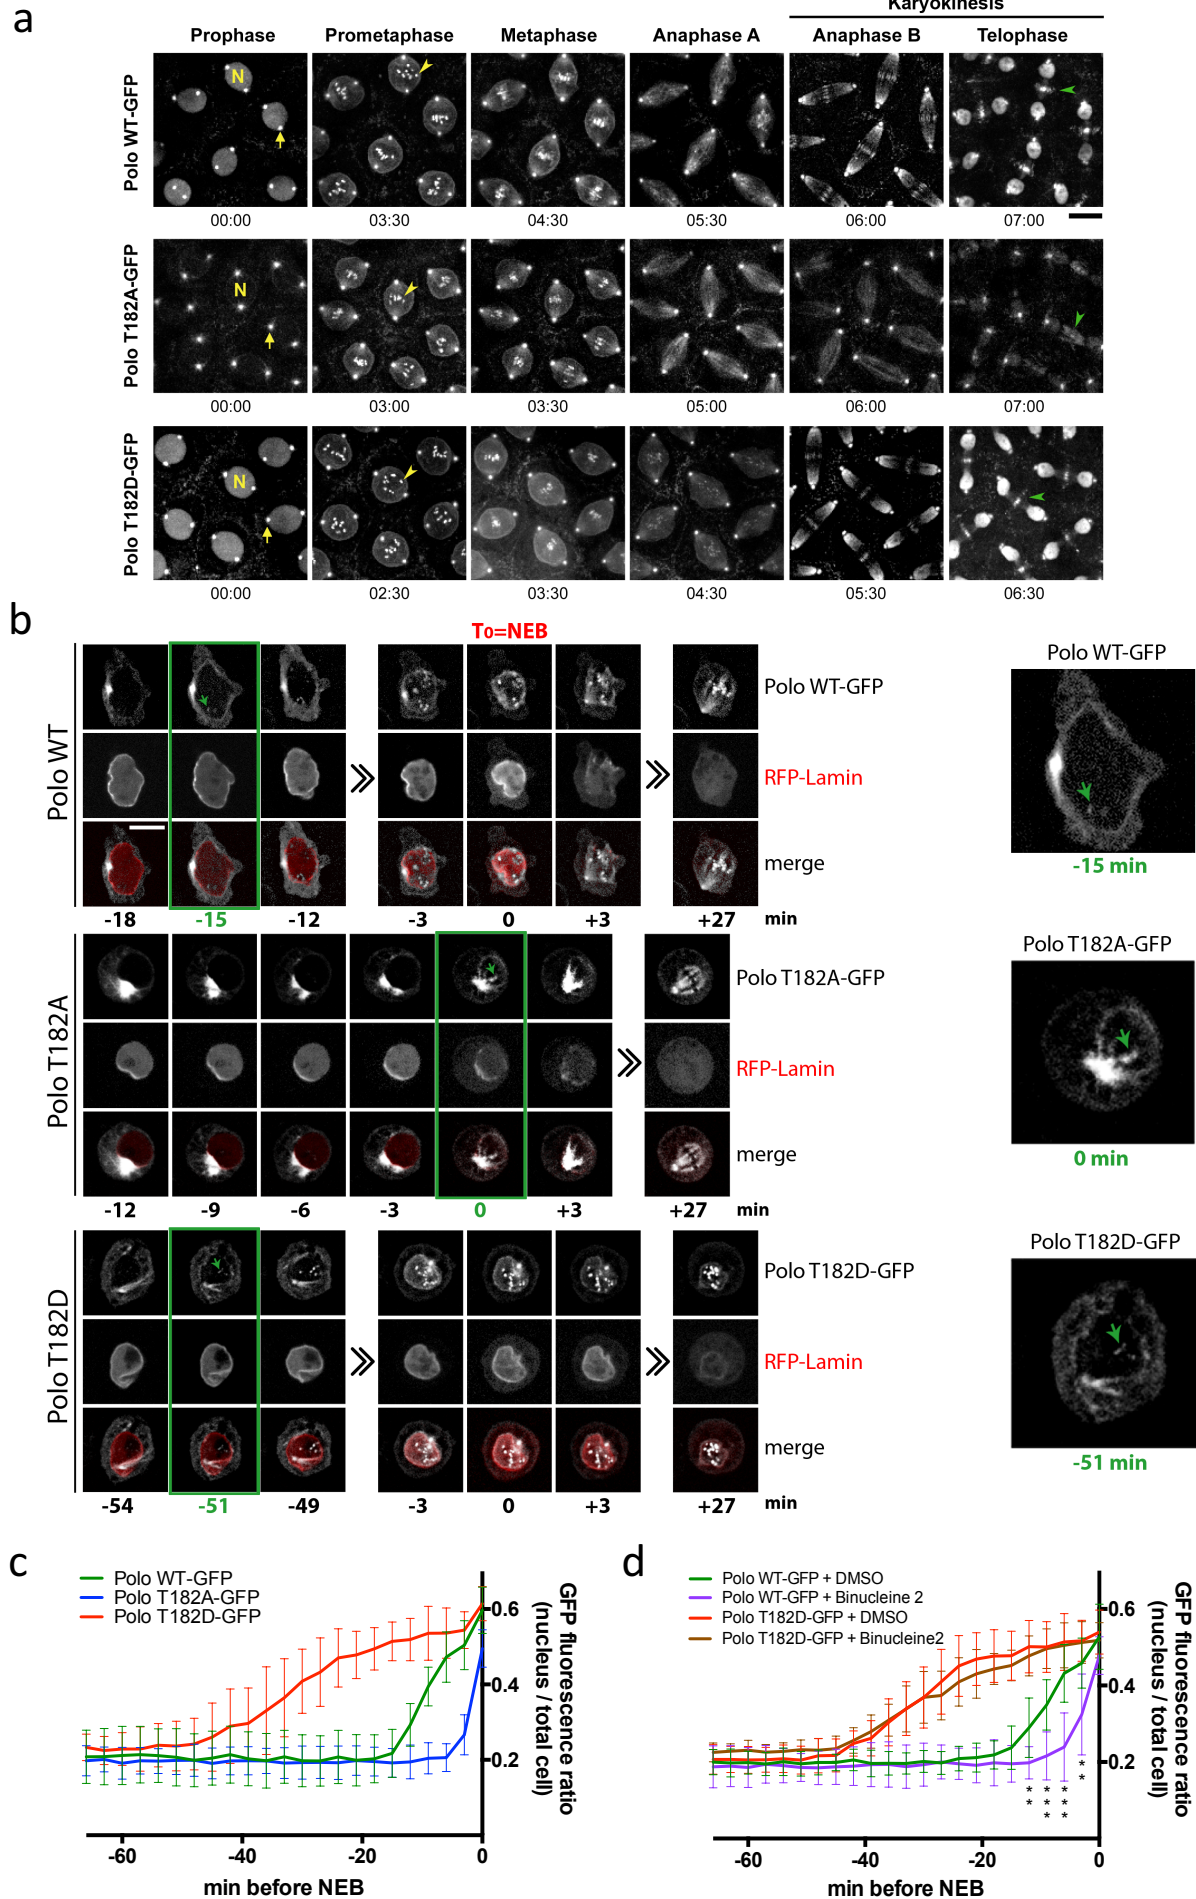 a
Karyokinesis
Prophase Prometaphase Metaphase Anaphase A Anaphase B Telophase
Polo WT-GFP
N
00:00 03:30 04:30 05:30 06:00 07:00
Polo T182A-GFP
N
00:00 03:00 03:30 05:00 06:00 07:00
Polo T182D-GFP
N
00:00 02:30 03:30 04:30 05:30 06:30
b
T0=NEB
Polo WT
Polo WT-GFP
RFP-Lamin
merge
-18 -15 -12 -3 0 +3 +27 min
Polo WT-GFP
-15 min
Polo T182A
Polo T182A-GFP
RFP-Lamin
merge
-12 -9 -6 -3 0 +3 +27 min
Polo T182A-GFP
0 min
Polo T182D
Polo T182D-GFP
RFP-Lamin
merge
-54 -51 -49 -3 0 +3 +27 min
Polo T182D-GFP
-51 min
c
Polo WT-GFP
Polo T182A-GFP
Polo T182D-GFP
0.6
0.4
0.2
GFP fluorescence ratio
(nucleus / total cell)
-60 -40 -20 0
min before NEB
d
Polo WT-GFP + DMSO
Polo WT-GFP + Binucleine 2
Polo T182D-GFP + DMSO
Polo T182D-GFP + Binucleine2
0.6
0.4
0.2
GFP fluorescence ratio
(nucleus / total cell)
** *** *** **
-60 -40 -20 0
min before NEB